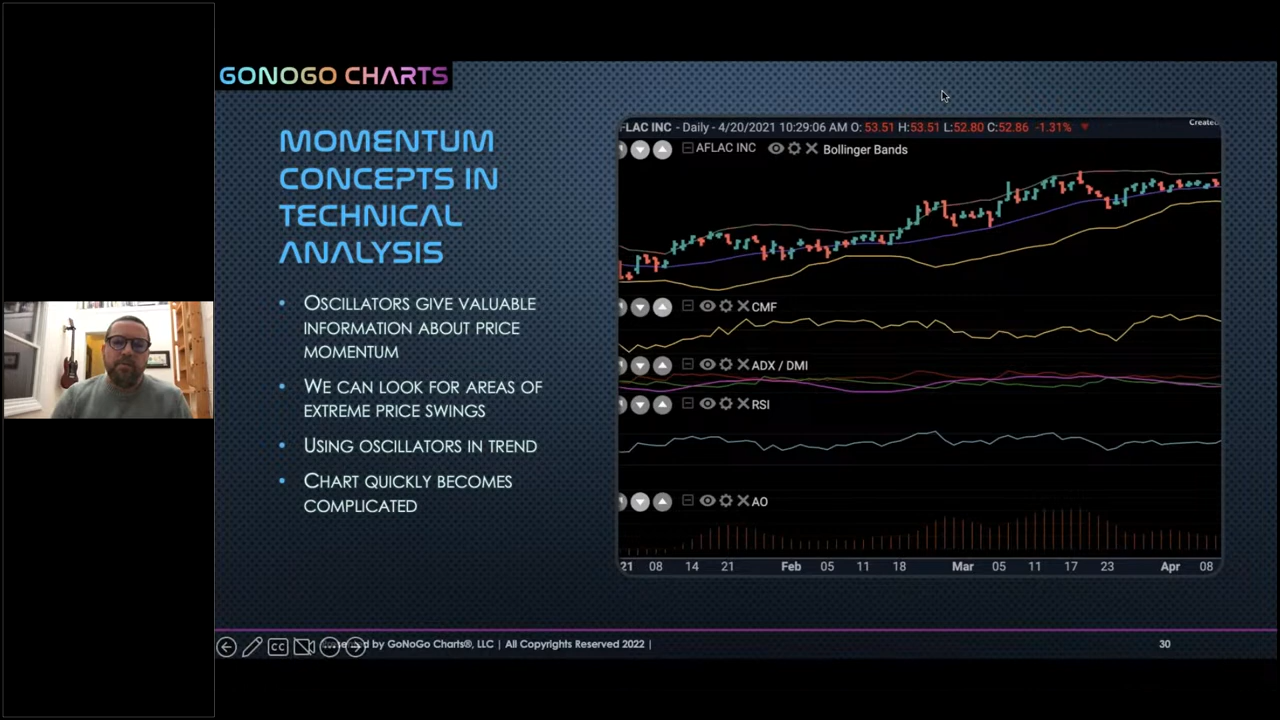 GONOGO CHARTS
MOMENTUM
CONCEPTS IN
TECHNICAL
ANALYSIS
• OSCILLATORS GIVE VALUABLE
INFORMATION ABOUT PRICE
MOMENTUM
• WE CAN LOOK FOR AREAS OF
EXTREME PRICE SWINGS
• USING OSCILLATORS IN TREND
• CHART QUICKLY BECOMES
COMPLICATED
FLAC INC - Daily - 4/20/2021 10:29:06 AM O: 53.51 H:53.51 L:52.80 C:52.86 -1.31%
Created
AFLAC INC Bollinger Bands
CMF
ADX / DMI
RSI
AO
21 08 14 21 Feb 05 11 18 Mar 05 11 17 23 Apr 08
CC
by GoNoGo Charts®, LLC | All Copyrights Reserved 2022 |
30